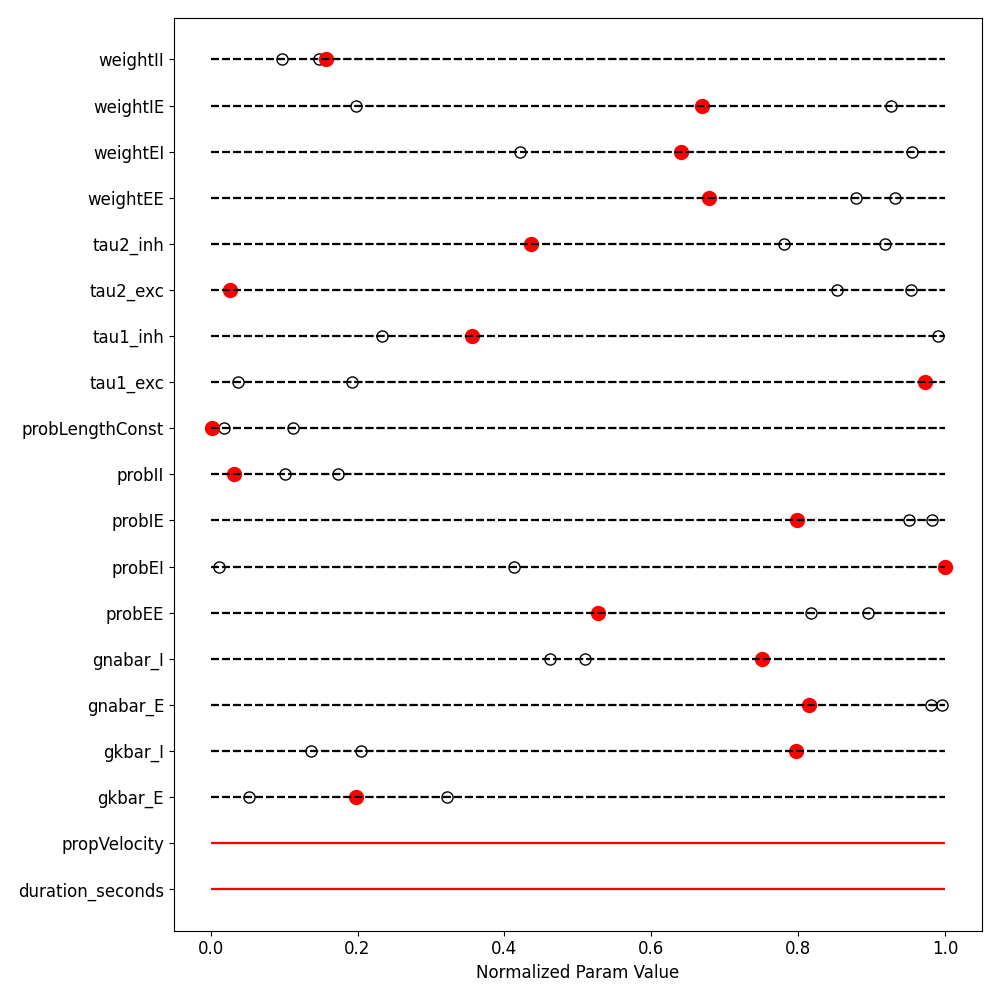 weightII
weightIE
weightEI
weightEE
tau2_inh
tau2_exc
tau1_inh
tau1_exc
probLengthConst
probII
probIE
probEI
probEE
gnabar_I
gnabar_E
gkbar_I
gkbar_E
propVelocity
duration_seconds
0.0 0.2 0.4 0.6 0.8 1.0
Normalized Param Value